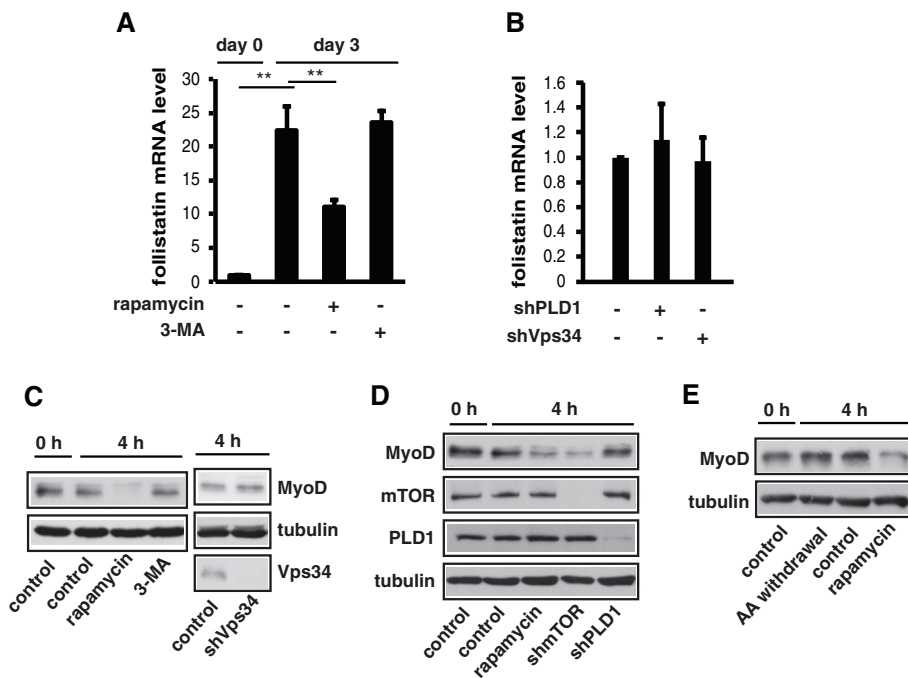 A
day 0 day 3
** **
follistatin mRNA level
30
25
20
15
10
5
0
rapamycin - - + -
3-MA - - - +
B
follistatin mRNA level
1.6
1.4
1.2
1.0
0.8
0.6
0.4
0.2
0
shPLD1 - + -
shVps34 - - +
C
0 h 4 h 4 h
MyoD
tubulin
Vps34
control
control
rapamycin
3-MA
control
shVps34
D
0 h 4 h
MyoD
mTOR
PLD1
tubulin
control
control
rapamycin
shmTOR
shPLD1
E
0 h 4 h
MyoD
tubulin
control
AA withdrawal
control
rapamycin